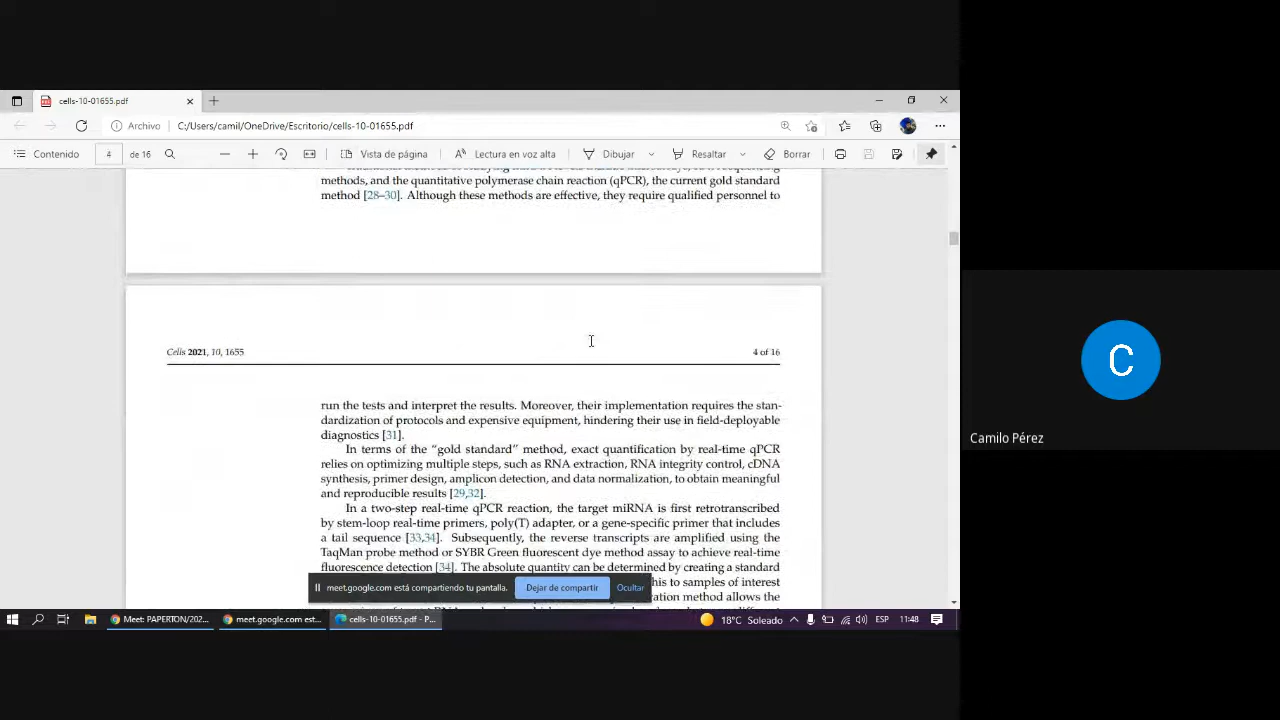 cells-10-01655.pdf
Archivo C:/Users/camil/OneDrive/Escritorio/cells-10-01655.pdf
Contenido 4 de 16 Vista de página Lectura en voz alta Dibujar Resaltar Borrar
methods, and the quantitative polymerase chain reaction (qPCR), the current gold standard
method [28–30]. Although these methods are effective, they require qualified personnel to
Cells 2021, 10, 1655 4 of 16
run the tests and interpret the results. Moreover, their implementation requires the stan-
dardization of protocols and expensive equipment, hindering their use in field-deployable
diagnostics [31].
In terms of the “gold standard” method, exact quantification by real-time qPCR
relies on optimizing multiple steps, such as RNA extraction, RNA integrity control, cDNA
synthesis, primer design, amplicon detection, and data normalization, to obtain meaningful
and reproducible results [29,32].
In a two-step real-time qPCR reaction, the target miRNA is first retrotranscribed
by stem-loop real-time primers, poly(T) adapter, or a gene-specific primer that includes
a tail sequence [33,34]. Subsequently, the reverse transcripts are amplified using the
TaqMan probe method or SYBR Green fluorescent dye method assay to achieve real-time
fluorescence detection [34]. The absolute quantity can be determined by creating a standard
to samples of interest
method allows the
meet.google.com está compartiendo tu pantalla. Dejar de compartir Ocultar
Meet: PAPERTON/202... meet.google.com est... cells-10-01655.pdf - P... 18°C Soleado ESP 11:48
C
Camilo Pérez